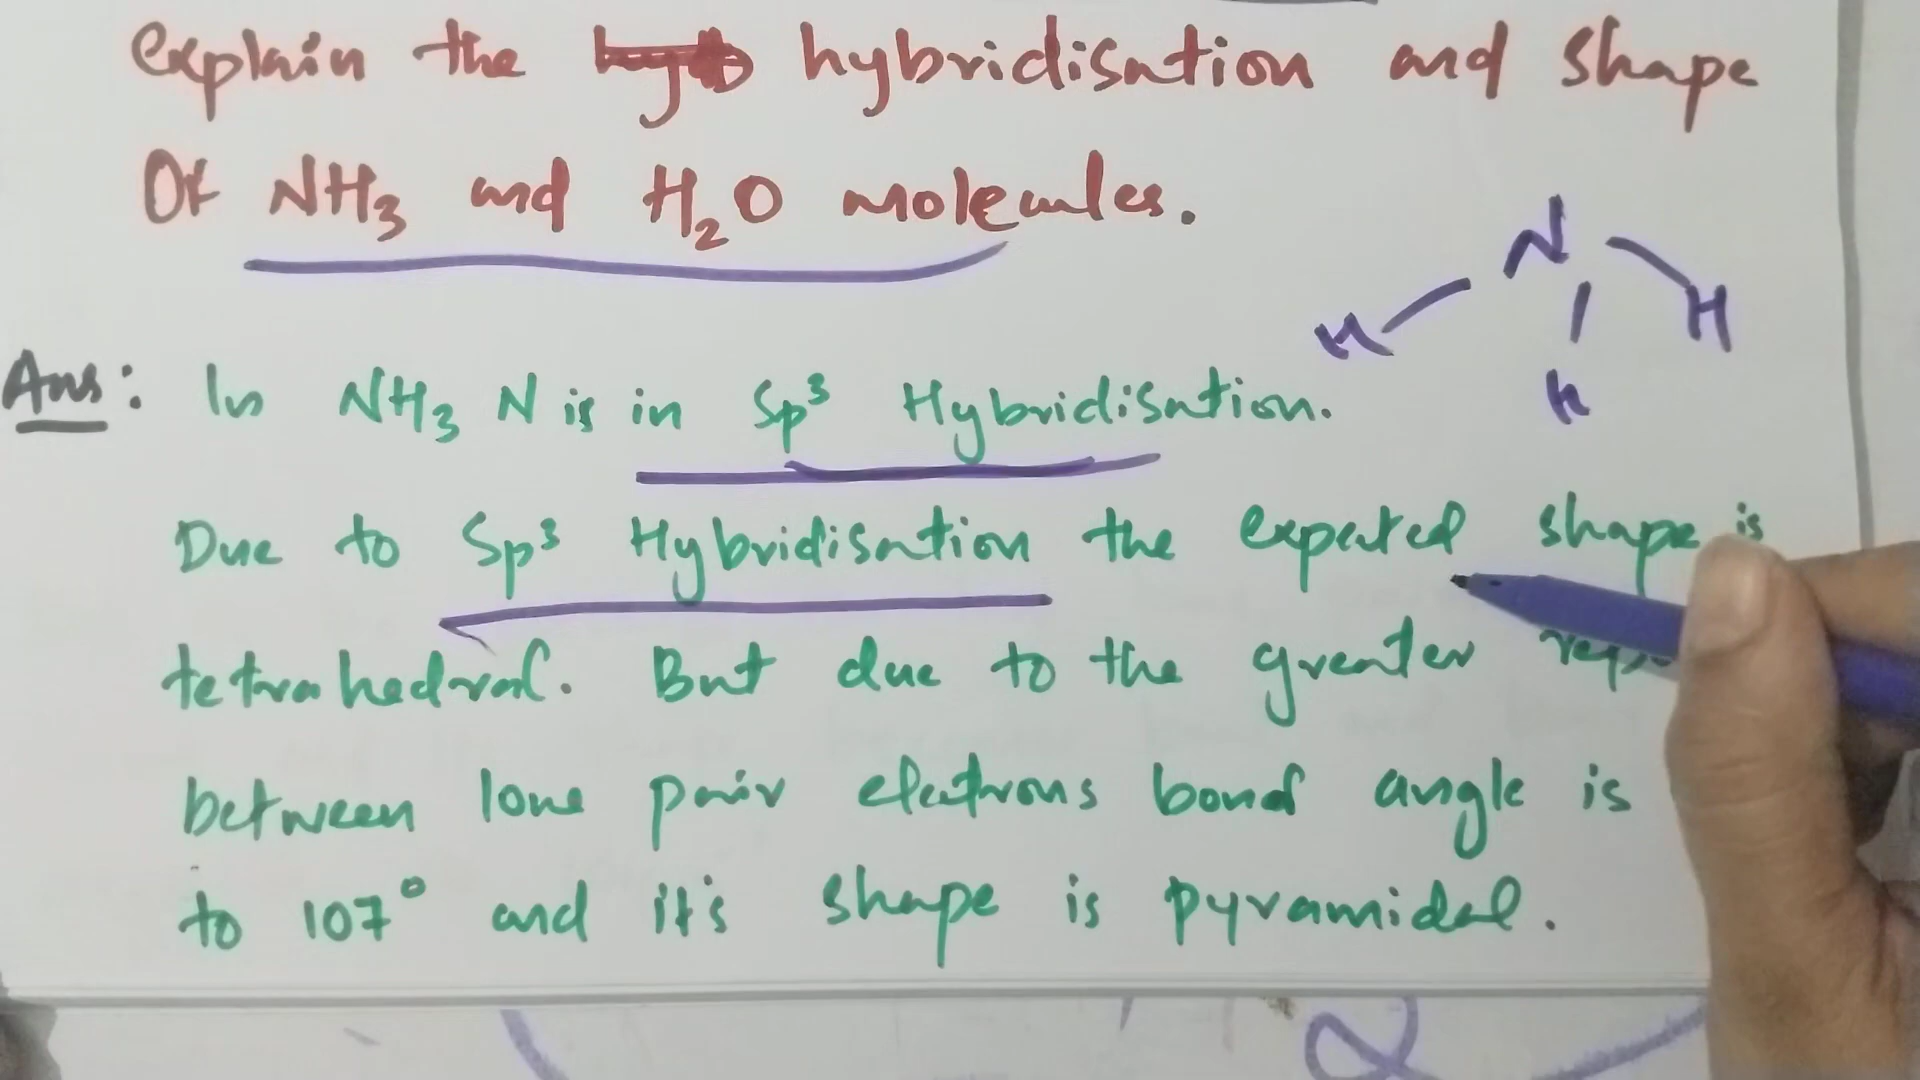 explain the hybridisation and shape
Of NH3 and H2O molecules.
N
H H
H
Ans: In NH3 N is in Sp³ Hybridisation.
Due to Sp³ Hybridisation the expected shape is
tetrahedral. But due to the greater
between lone pair electrons bond angle is
to 107° and it's shape is pyramidal.